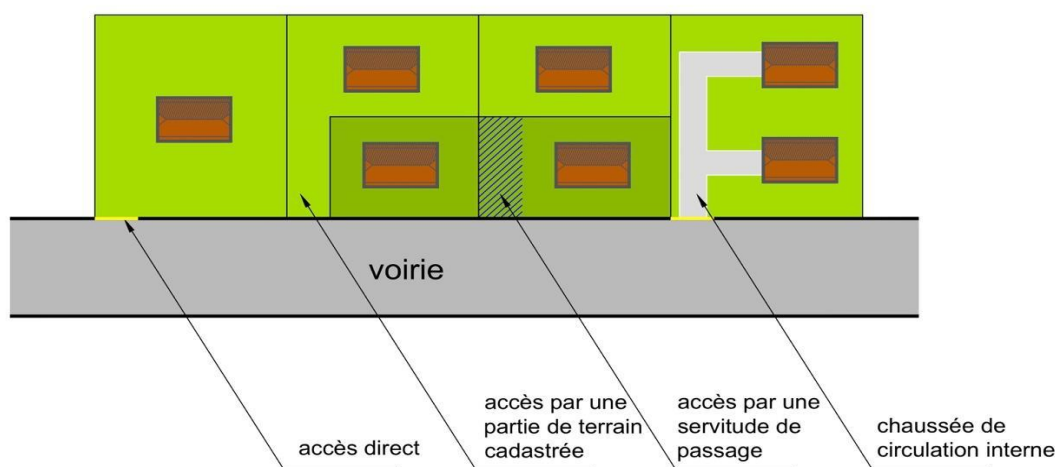 voirie
accès direct
accès par une
partie de terrain
cadastrée
accès par une
servitude de
passage
chaussée de
circulation interne